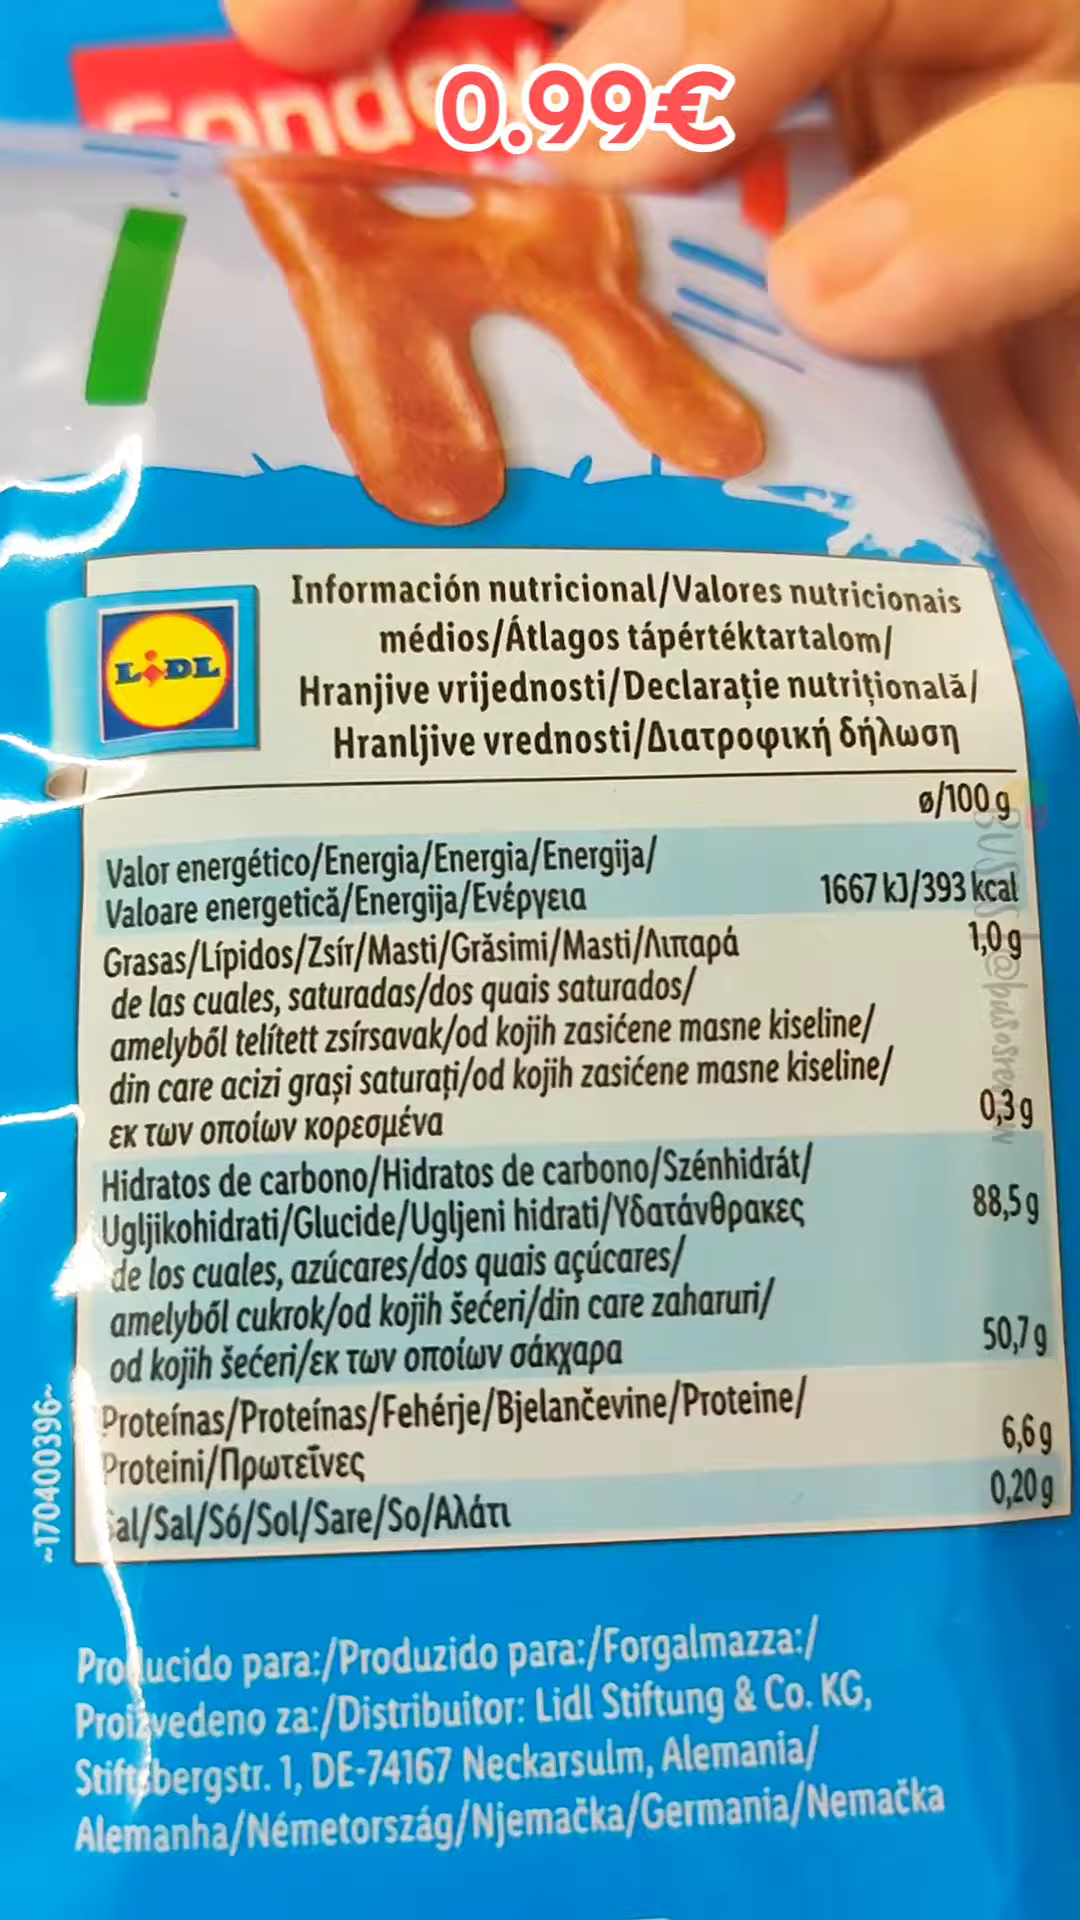 0.99€
Información nutricional/Valores nutricionais
médios/Átlagos tápértéktartalom/
Hranjive vrijednosti/Declarație nutrițională/
Hranljive vrednosti/Διατροφική δήλωση
LIDL
ø/100 g
Valor energético/Energia/Energia/Energija/
Valoare energetică/Energija/Ενέργεια
1667 kJ/393 kcal
Grasas/Lípidos/Zsír/Masti/Grăsimi/Masti/Λιπαρά
1,0 g
de las cuales, saturadas/dos quais saturados/
amelyből telített zsírsavak/od kojih zasićene masne kiseline/
din care acizi grași saturați/od kojih zasićene masne kiseline/
εκ των οποίων κορεσμένα
0,3 g
Hidratos de carbono/Hidratos de carbono/Szénhidrát/
Ugljikohidrati/Glucide/Ugljeni hidrati/Υδατάνθρακες
88,5 g
de los cuales, azúcares/dos quais açúcares/
amelyből cukrok/od kojih šećeri/din care zaharuri/
od kojih šećeri/εκ των οποίων σάκχαρα
50,7 g
Proteínas/Proteínas/Fehérje/Bjelančevine/Proteine/
Proteini/Πρωτεΐνες
6,6 g
Sal/Sal/Só/Sol/Sare/So/Αλάτι
0,20 g
~170400396~
Producido para:/Produzido para:/Forgalmazza:/
Proizvedeno za:/Distribuitor: Lidl Stiftung & Co. KG,
Stiftsbergstr. 1, DE-74167 Neckarsulm, Alemania/
Alemanha/Németország/Njemačka/Germania/Nemačka